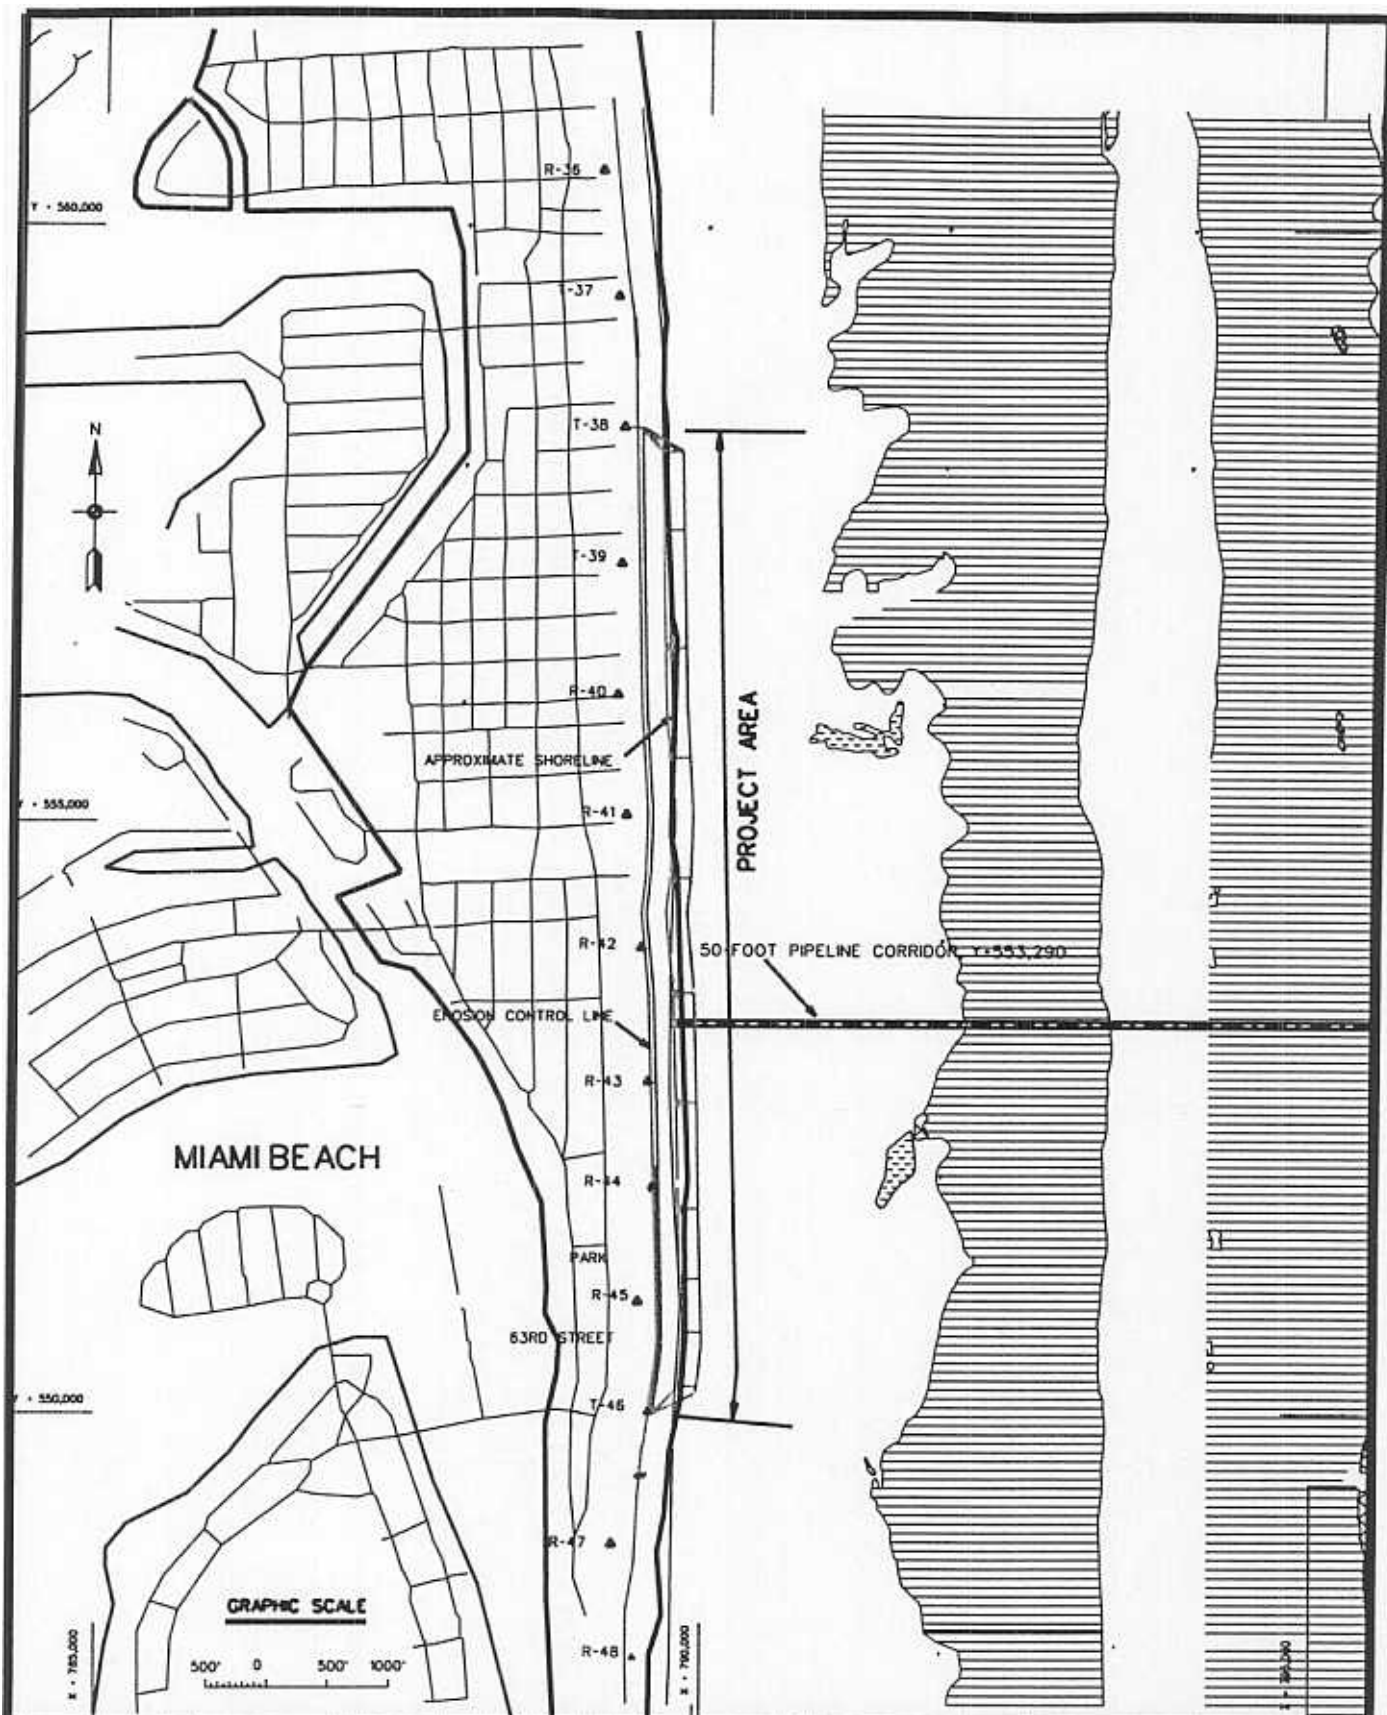 R-36
Y · 560,000
T-37
N
T-38
T-39
R-40
PROJECT AREA
APPROXIMATE SHORELINE
Y · 555,000
R-41
R-42
50-FOOT PIPELINE CORRIDOR, Y·553,290
EROSION CONTROL LINE
R-43
MIAMI BEACH
R-44
PARK
R-45
63RD STREET
Y · 550,000
T-46
R-47
GRAPHIC SCALE
500' 0 500' 1000'
R-48
X · 785,000
X · 790,000